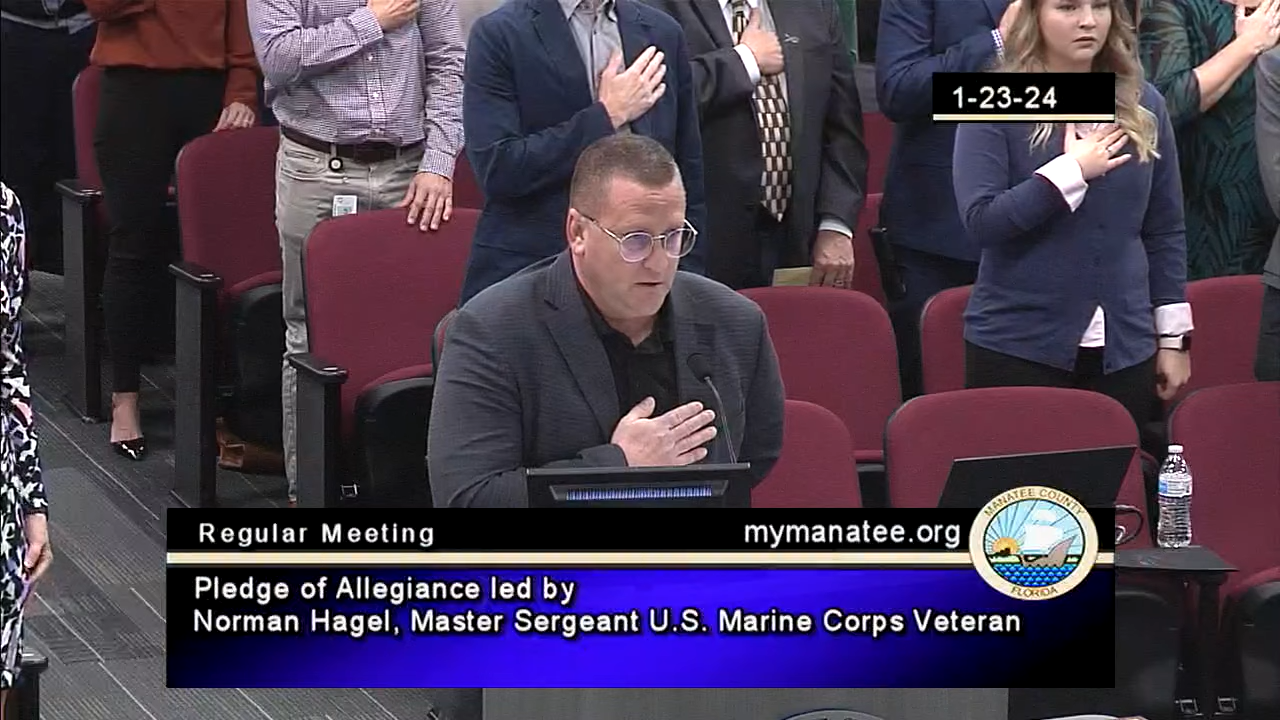 1-23-24
Regular Meeting
mymanatee.org
MANATEE COUNTY
FLORIDA
Pledge of Allegiance led by
Norman Hagel, Master Sergeant U.S. Marine Corps Veteran